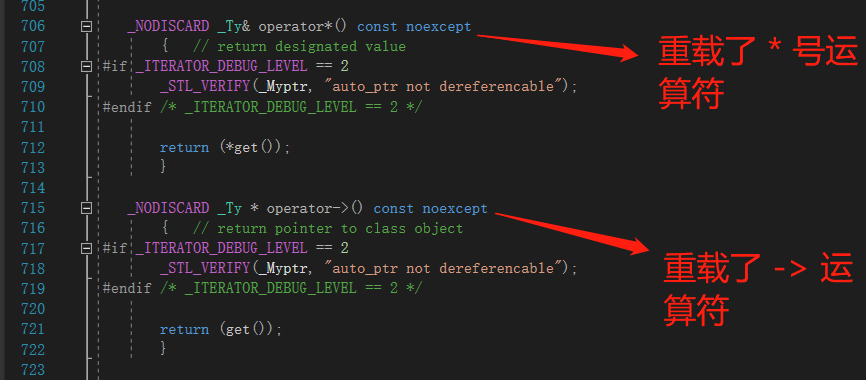 705
706 _NODISCARD _Ty& operator*() const noexcept
707 { // return designated value
708 #if _ITERATOR_DEBUG_LEVEL == 2
709 _STL_VERIFY(_Myptr, "auto_ptr not dereferencable");
710 #endif /* _ITERATOR_DEBUG_LEVEL == 2 */
711
712 return (*get());
713 }
714
715 _NODISCARD _Ty * operator->() const noexcept
716 { // return pointer to class object
717 #if _ITERATOR_DEBUG_LEVEL == 2
718 _STL_VERIFY(_Myptr, "auto_ptr not dereferencable");
719 #endif /* _ITERATOR_DEBUG_LEVEL == 2 */
720
721 return (get());
722 }
723
重载了 * 号运
算符
重载了 -> 运
算符